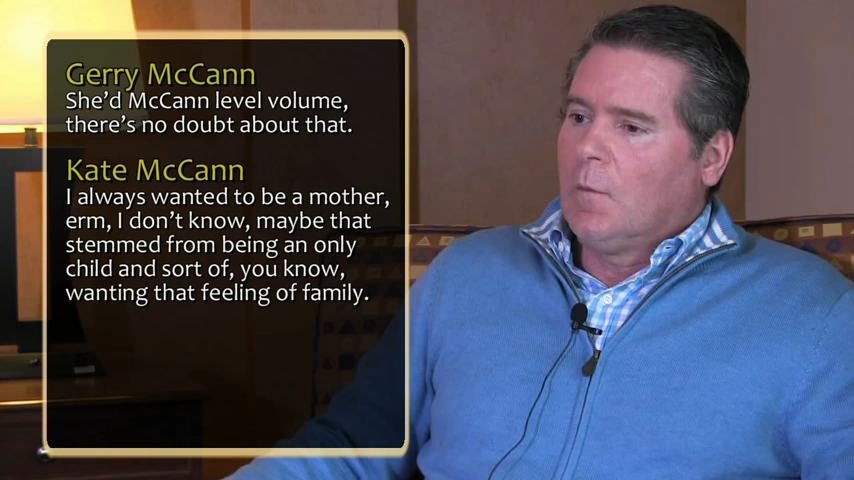 Gerry McCann
She'd McCann level volume,
there's no doubt about that.
Kate McCann
I always wanted to be a mother,
erm, I don't know, maybe that
stemmed from being an only
child and sort of, you know,
wanting that feeling of family.